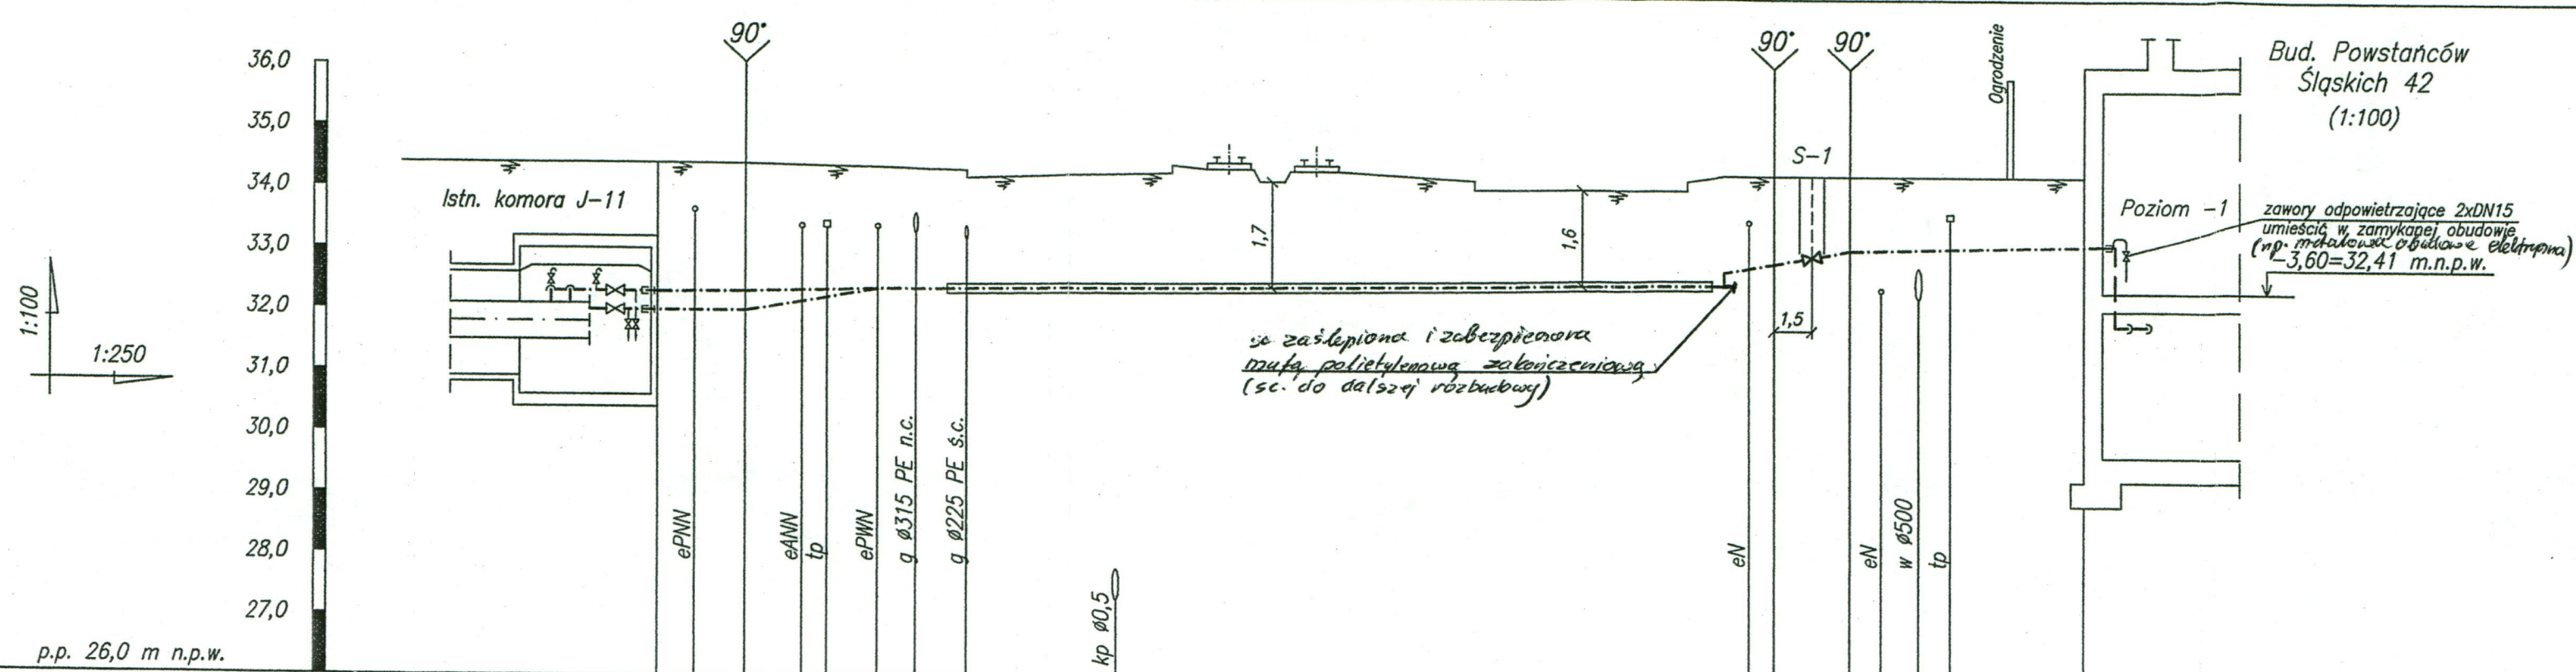 90°
90°
90°
36,0
35,0
34,0
33,0
32,0
31,0
30,0
29,0
28,0
27,0
p.p. 26,0 m n.p.w.
1:100
1:250
Istn. komora J-11
ePNN
eANN
tp
ePWN
g ø315 PE n.c.
g ø225 PE ś.c.
kp ø0,5
1,7
1,6
zaślepiona i zabezpieczona
mufą polietylenową zakończeniową
(sc. do dalszej rozbudowy)
S-1
1,5
eN
eN
w ø500
tp
Ogrodzenie
Bud. Powstańców
Śląskich 42
(1:100)
Poziom -1
zawory odpowietrzające 2xDN15
umieścić w zamykanej obudowie
(np. metalowa obudowa elektryczna)
-3,60=32,41 m.n.p.w.